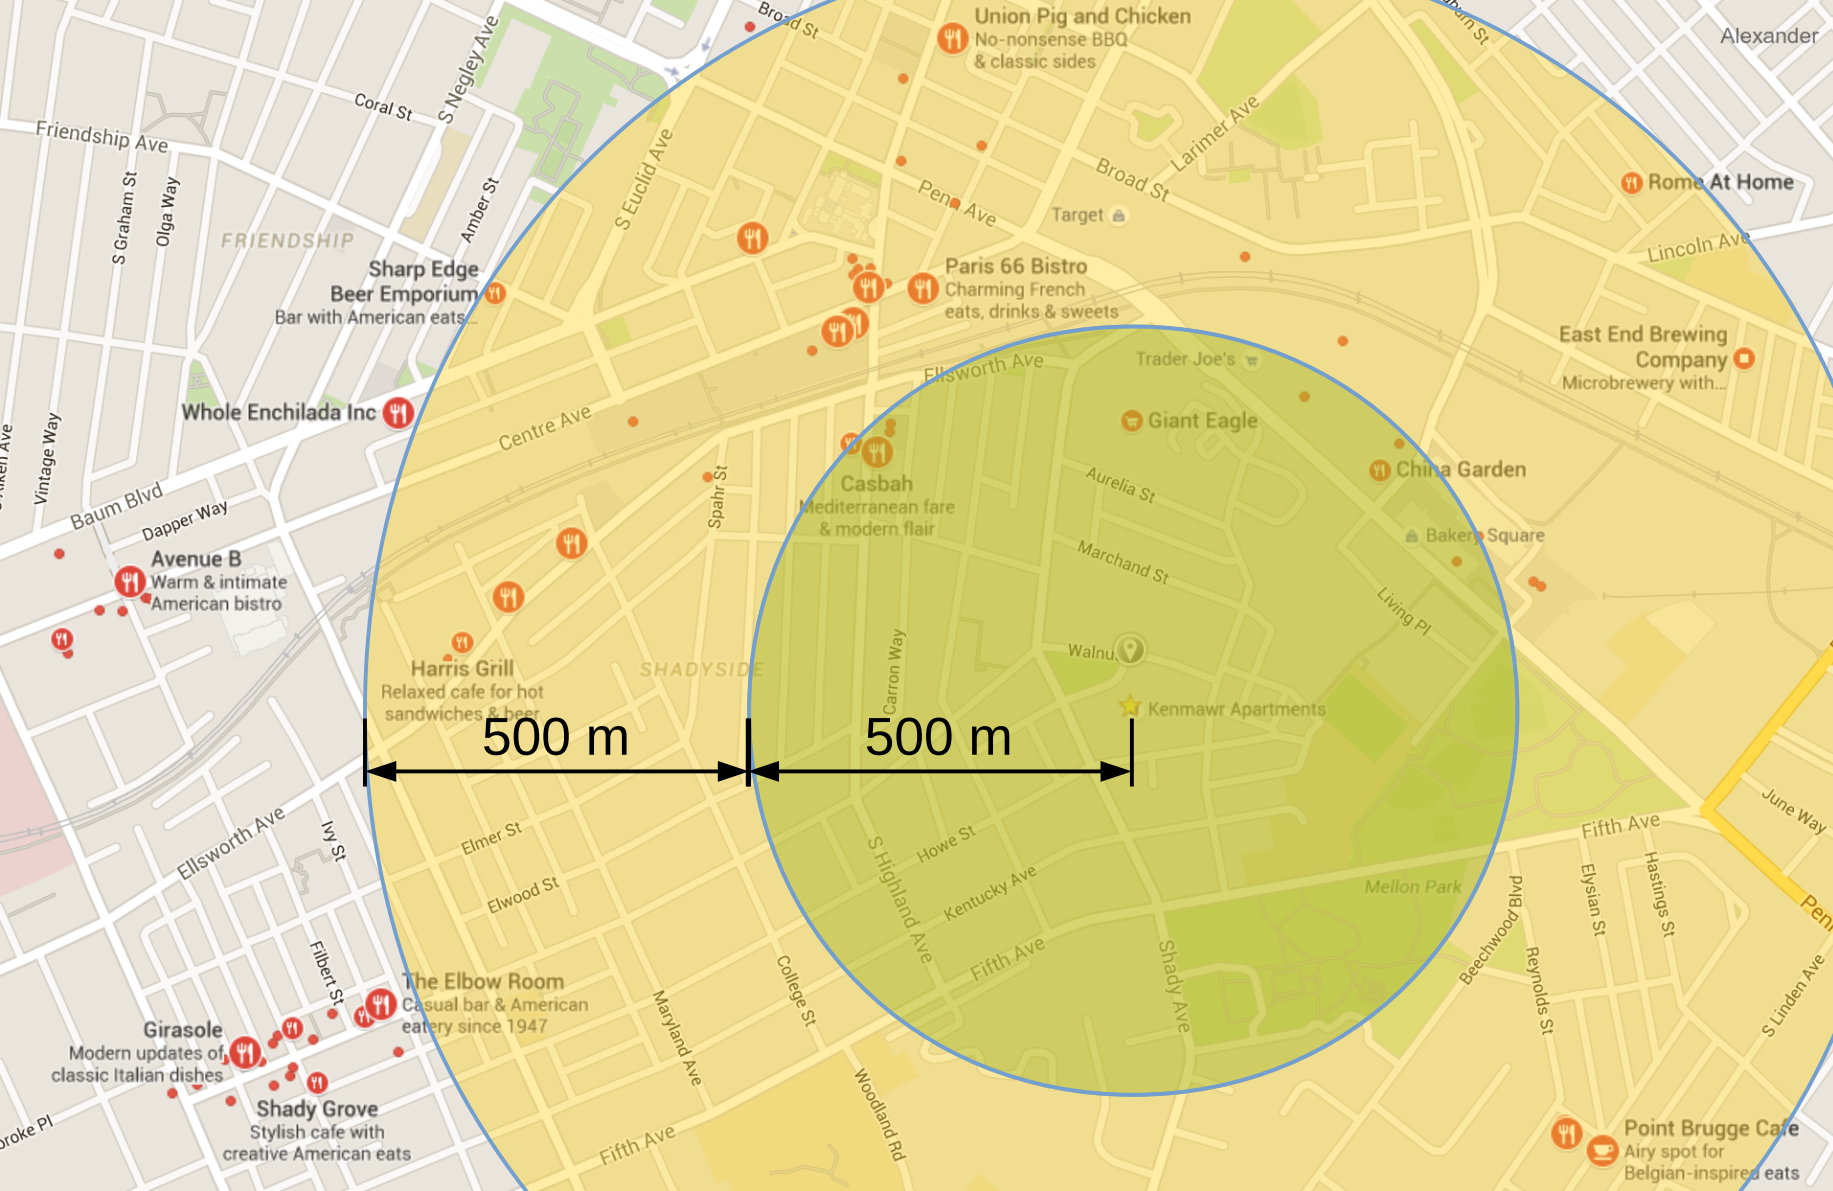 Broad St
Union Pig and Chicken
No-nonsense BBQ
& classic sides
Alexander
S Negley Ave
Coral St
Friendship Ave
Larimer Ave
S Euclid Ave
Broad St
Rome At Home
S Graham St
Olga Way
Amber St
Penn Ave
Target
FRIENDSHIP
Lincoln Ave
Sharp Edge
Beer Emporium
Bar with American eats...
Paris 66 Bistro
Charming French
eats, drinks & sweets
East End Brewing
Company
Microbrewery with...
Ellsworth Ave
Trader Joe's
Whole Enchilada Inc
Centre Ave
Giant Eagle
Vintage Way
Spahr St
Casbah
Mediterranean fare
& modern flair
Aurelia St
China Garden
Baum Blvd
Dapper Way
Bakery Square
Avenue B
Warm & intimate
American bistro
Marchand St
Living Pl
Carron Way
Walnu
Harris Grill
Relaxed cafe for hot
sandwiches & beer
SHADYSIDE
Kenmawr Apartments
500 m
500 m
June Way
Ellsworth Ave
Ivy St
Elmer St
Howe St
Fifth Ave
S Highland Ave
Elwood St
Kentucky Ave
Mellon Park
Beechwood Blvd
Elysian St
Hastings St
Penn
Filbert St
Fifth Ave
Shady Ave
College St
Reynolds St
S Linden Ave
The Elbow Room
Casual bar & American
eatery since 1947
Maryland Ave
Girasole
Modern updates of
classic Italian dishes
Woodland Rd
Shady Grove
Stylish cafe with
creative American eats
Fifth Ave
Point Brugge Cafe
Airy spot for
Belgian-inspired eats